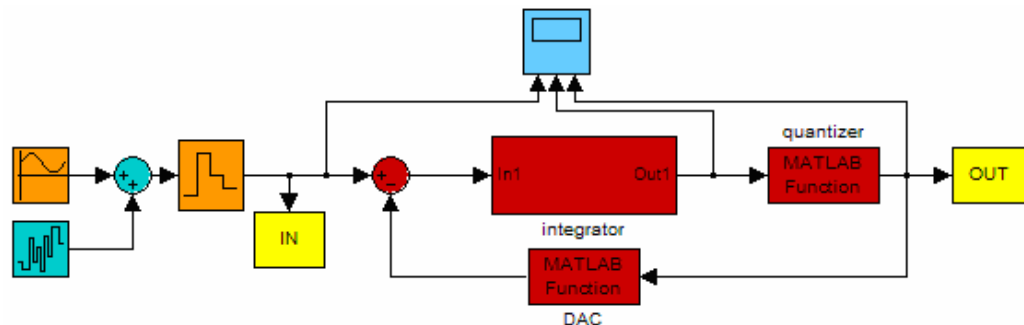 quantizer
In1
Out1
MATLAB
Function
OUT
IN
integrator
MATLAB
Function
DAC